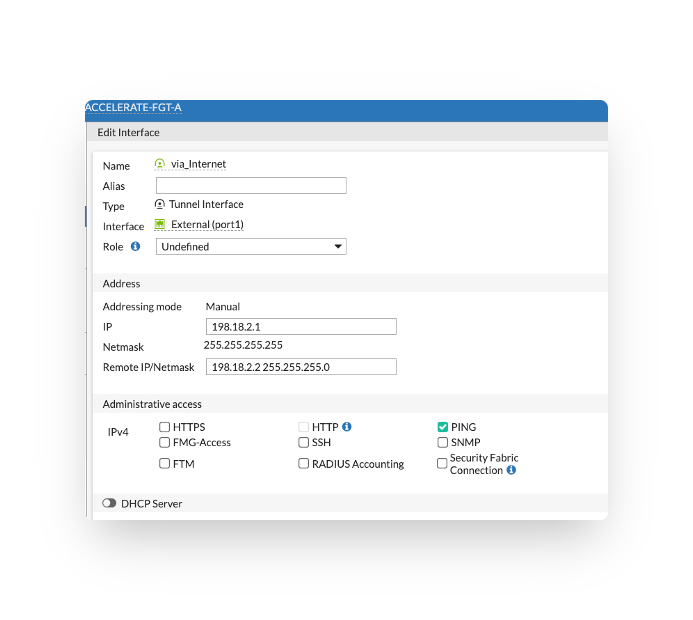 ACCELERATE-FGT-A
Edit Interface
Name via_Internet
Alias
Type Tunnel Interface
Interface External (port1)
Role Undefined
Address
Addressing mode Manual
IP 198.18.2.1
Netmask 255.255.255.255
Remote IP/Netmask 198.18.2.2 255.255.255.0
Administrative access
IPv4 HTTPS HTTP PING
FMG-Access SSH SNMP
FTM RADIUS Accounting Security Fabric
Connection
DHCP Server